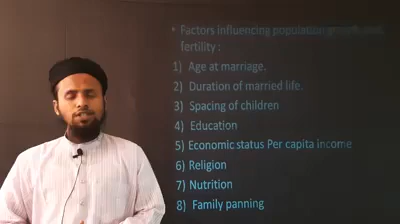 • Factors influencing population growth and
fertility :
1) Age at marriage.
2) Duration of married life.
3) Spacing of children
4) Education
5) Economic status Per capita income
6) Religion
7) Nutrition
8) Family panning